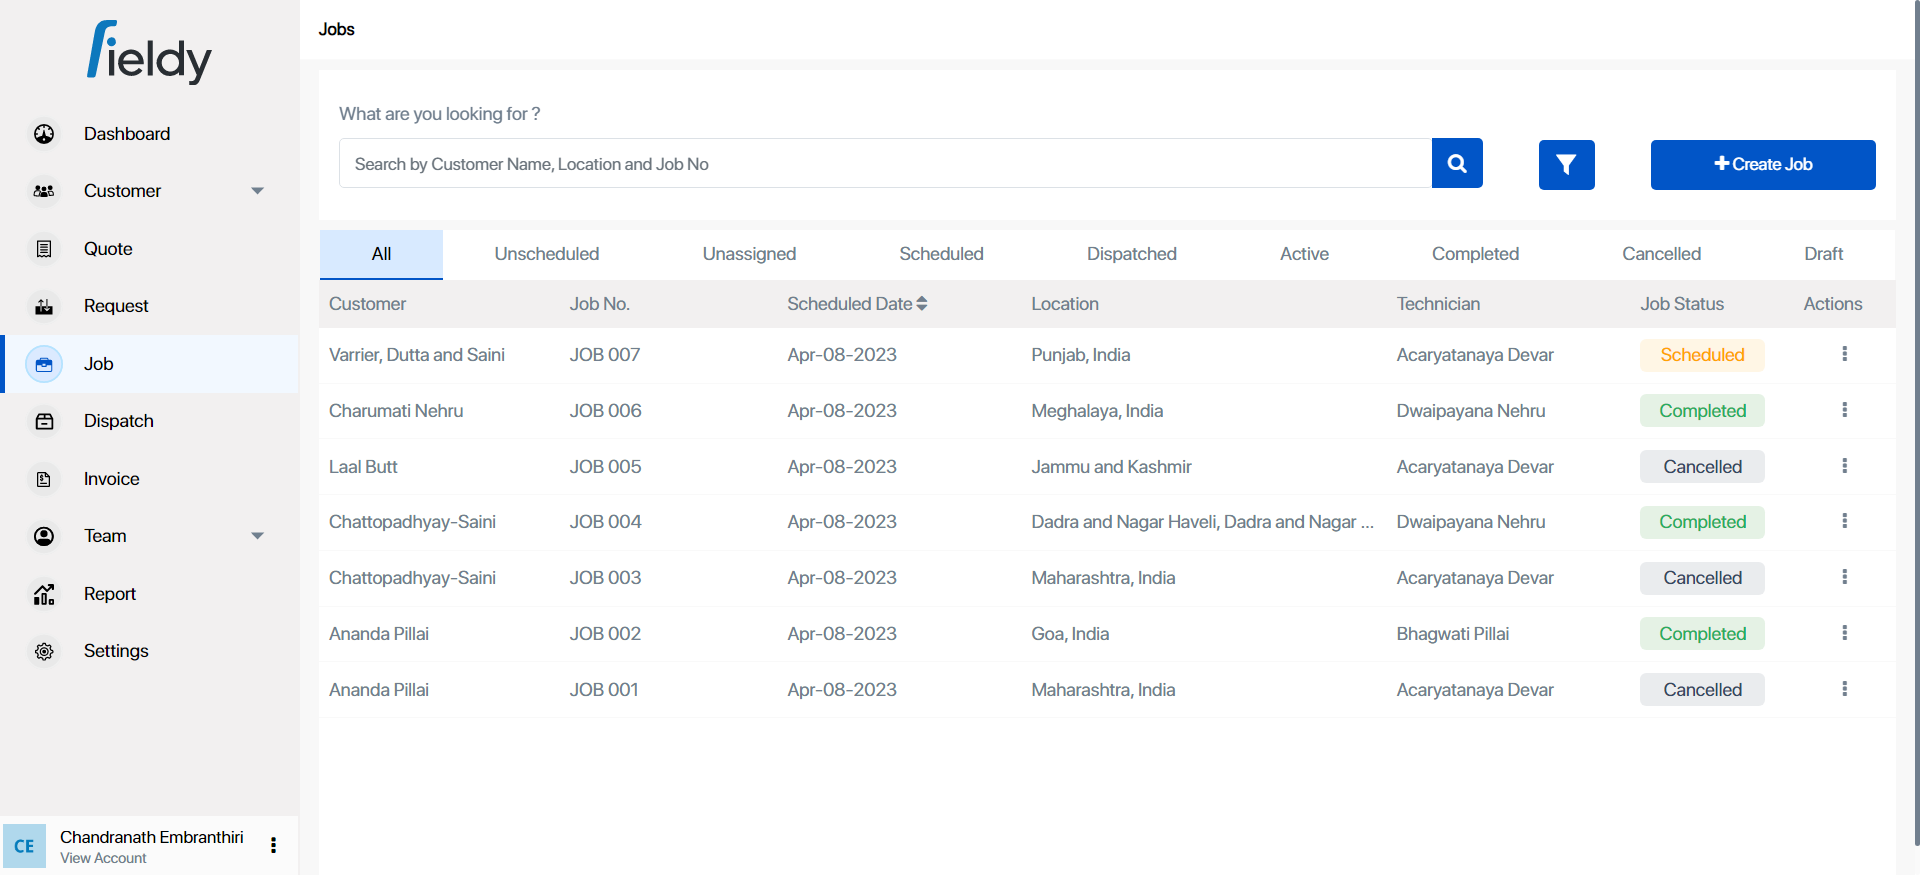 fieldy
Dashboard
Customer
Quote
Request
Job
Dispatch
Invoice
Team
Report
Settings
CE
Chandranath Embranthiri
View Account
Jobs
What are you looking for ?
Search by Customer Name, Location and Job No
Create Job
All Unscheduled Unassigned Scheduled Dispatched Active Completed Cancelled Draft
Customer Job No. Scheduled Date Location Technician Job Status Actions
Varrier, Dutta and Saini JOB 007 Apr-08-2023 Punjab, India Acaryatanaya Devar Scheduled
Charumati Nehru JOB 006 Apr-08-2023 Meghalaya, India Dwaipayana Nehru Completed
Laal Butt JOB 005 Apr-08-2023 Jammu and Kashmir Acaryatanaya Devar Cancelled
Chattopadhyay-Saini JOB 004 Apr-08-2023 Dadra and Nagar Haveli, Dadra and Nagar ... Dwaipayana Nehru Completed
Chattopadhyay-Saini JOB 003 Apr-08-2023 Maharashtra, India Acaryatanaya Devar Cancelled
Ananda Pillai JOB 002 Apr-08-2023 Goa, India Bhagwati Pillai Completed
Ananda Pillai JOB 001 Apr-08-2023 Maharashtra, India Acaryatanaya Devar Cancelled